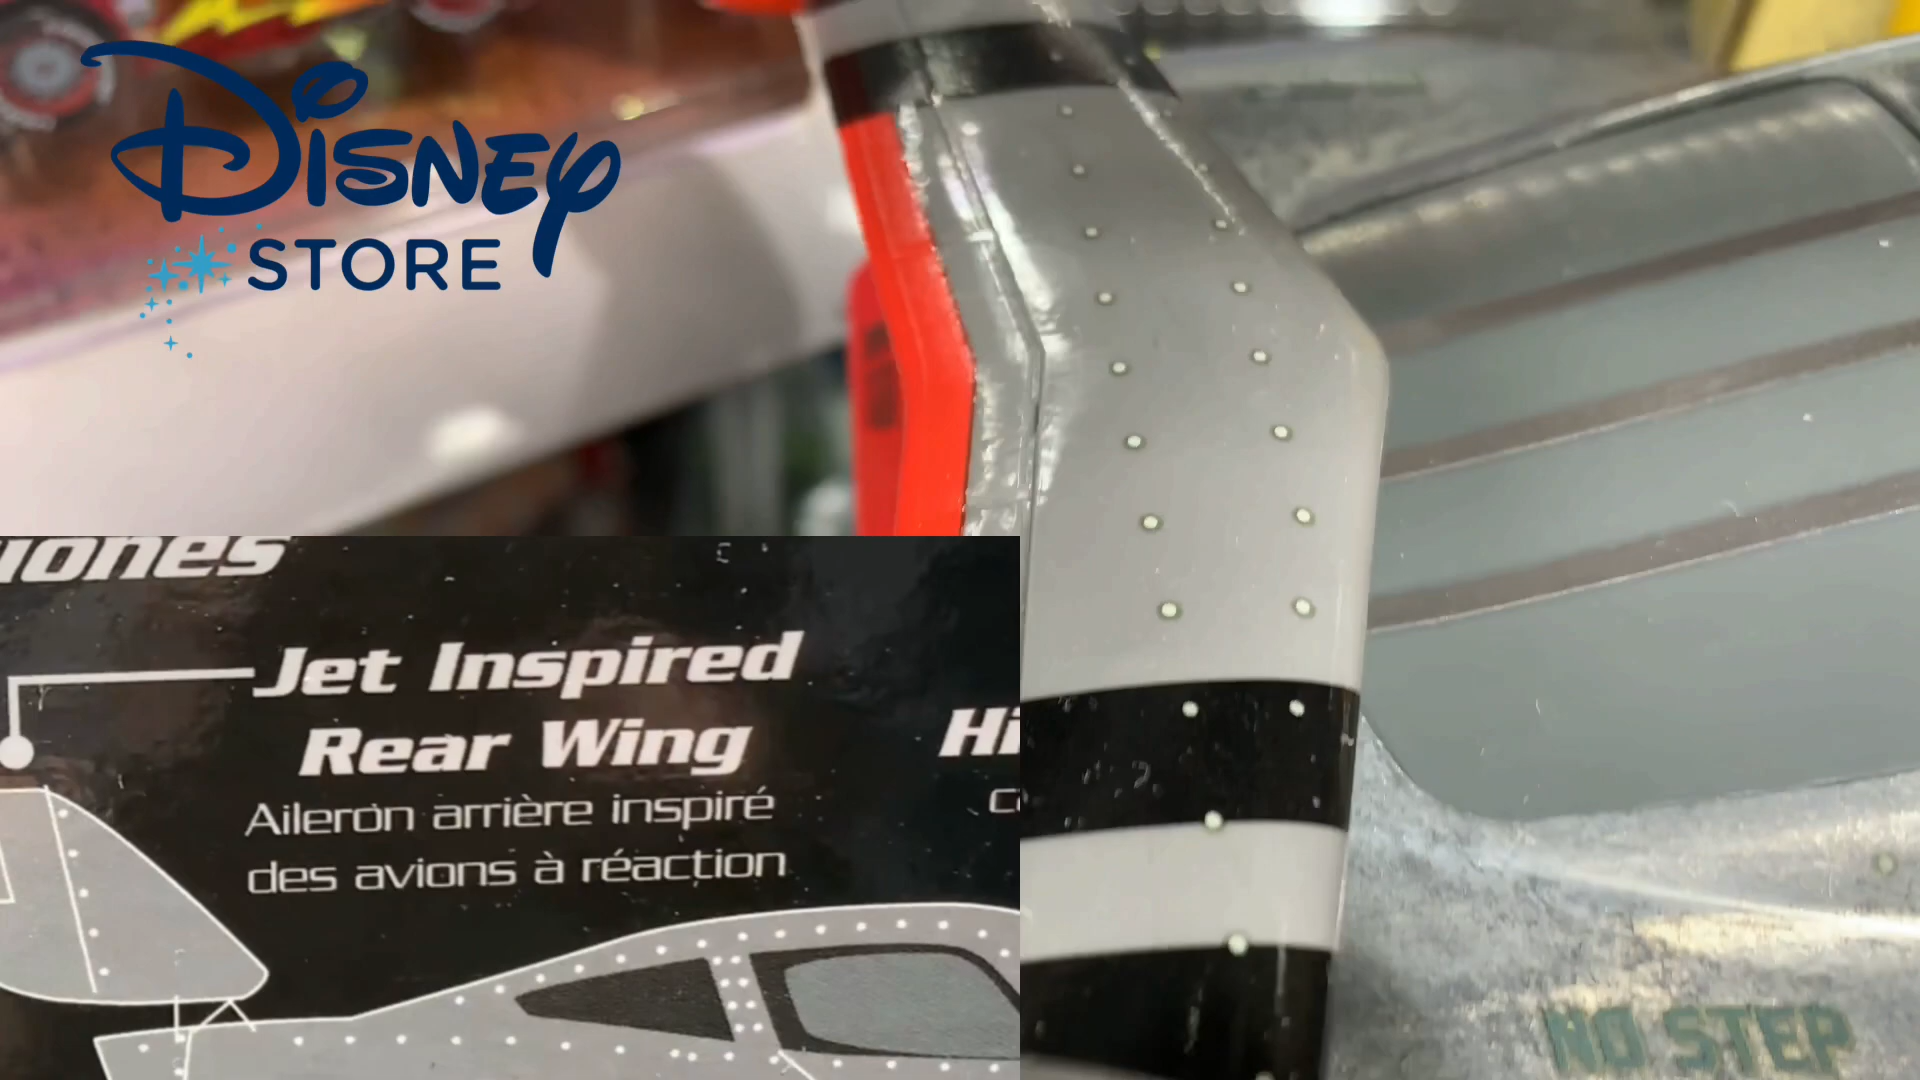 Disney
STORE
Jet Inspired
Rear Wing
Aileron arrière inspiré
des avions à réaction
NO STEP